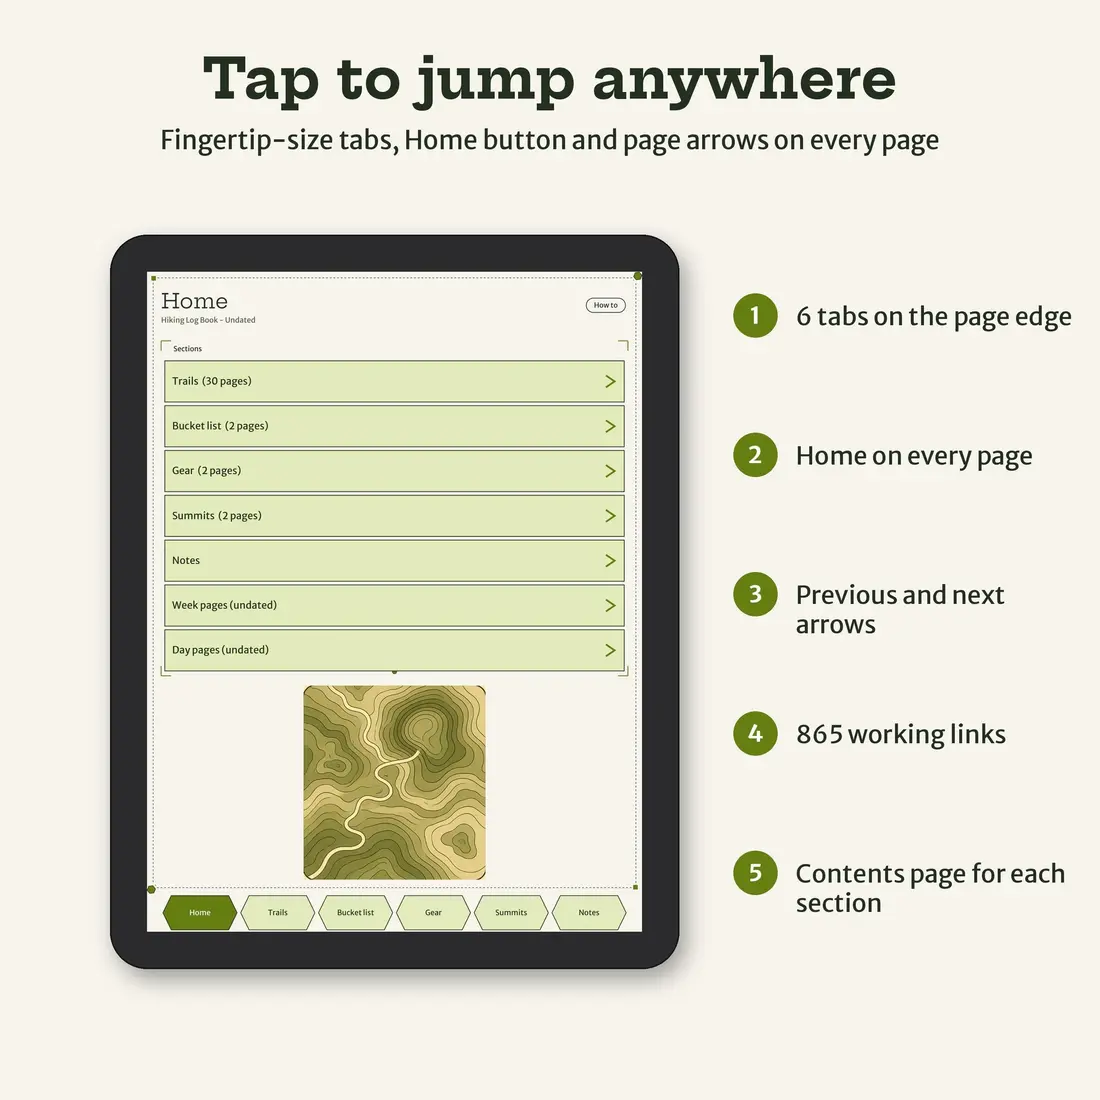 Tap to jump anywhere
Fingertip-size tabs, Home button and page arrows on every page
Home
How to
Hiking Log Book - Undated
Sections
Trails (30 pages)
Bucket list (2 pages)
Gear (2 pages)
Summits (2 pages)
Notes
Week pages (undated)
Day pages (undated)
Home
Trails
Bucket list
Gear
Summits
Notes
1 6 tabs on the page edge
2 Home on every page
3 Previous and next
arrows
4 865 working links
5 Contents page for each
section